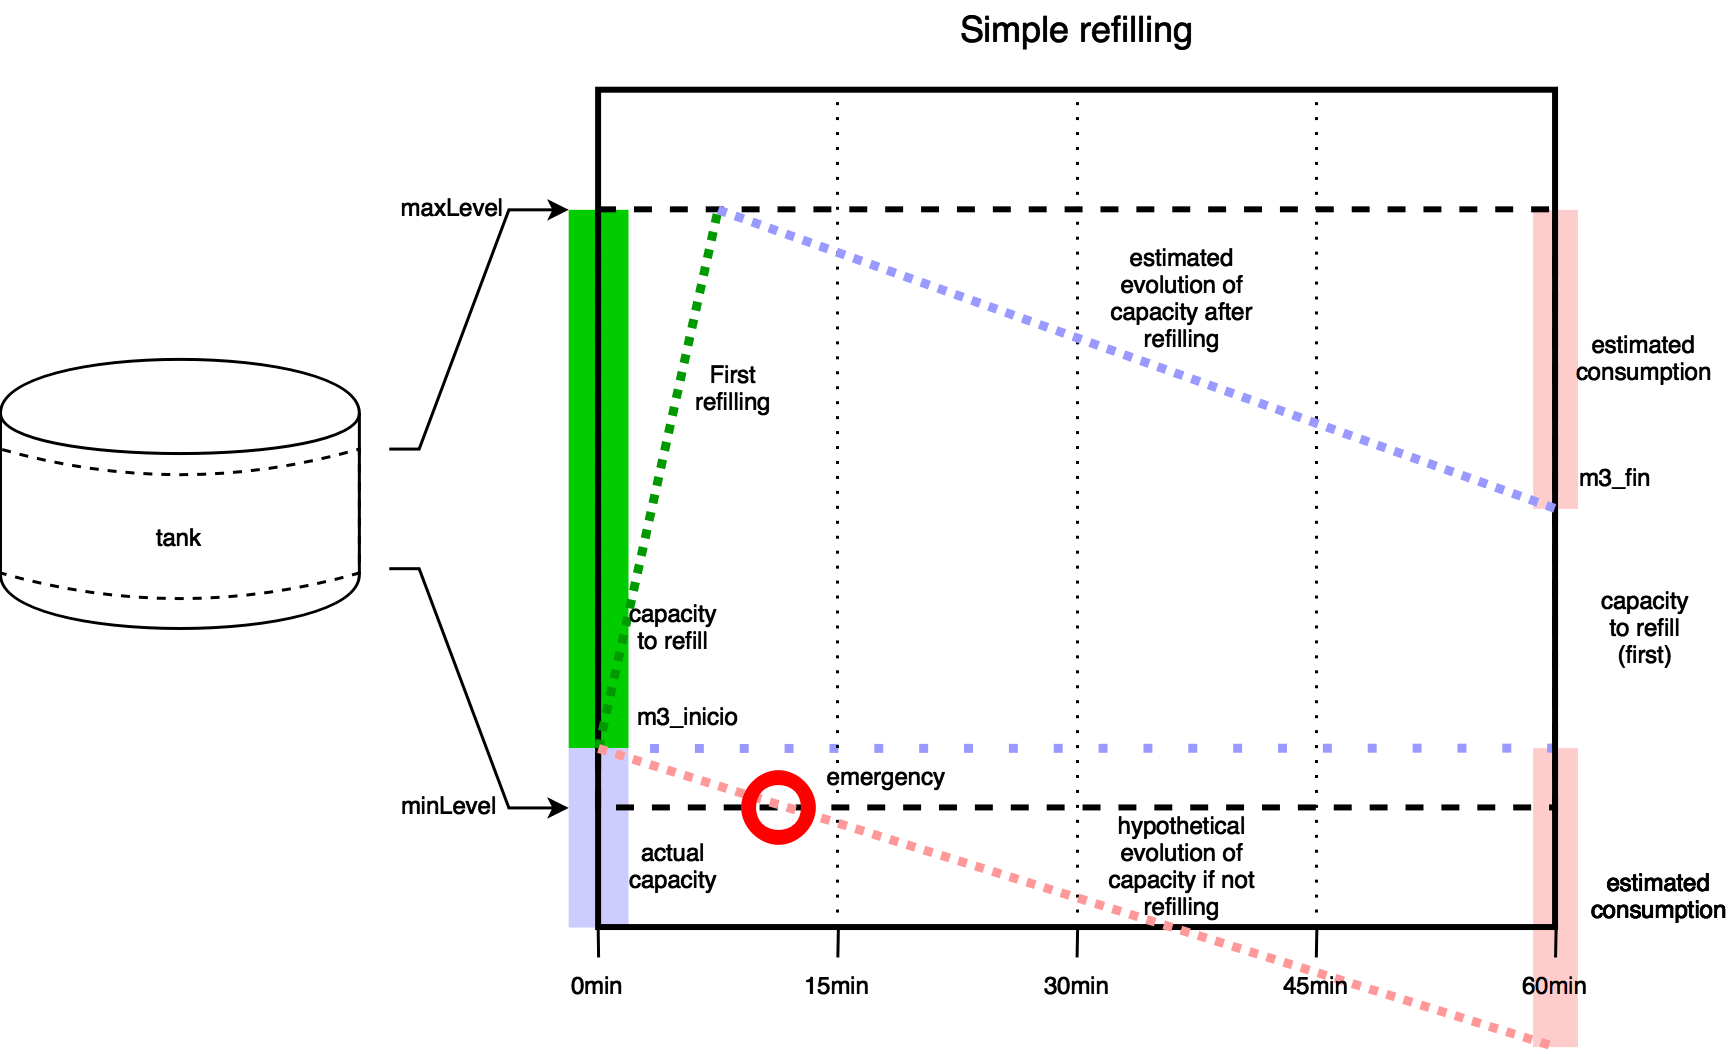 Simple refilling
maxLevel
estimated
evolution of
capacity after
refilling
estimated
consumption
First
refilling
m3_fin
tank
capacity
to refill
capacity
to refill
(first)
m3_inicio
emergency
minLevel
hypothetical
evolution of
capacity if not
refilling
actual
capacity
estimated
consumption
0min
15min
30min
45min
60min